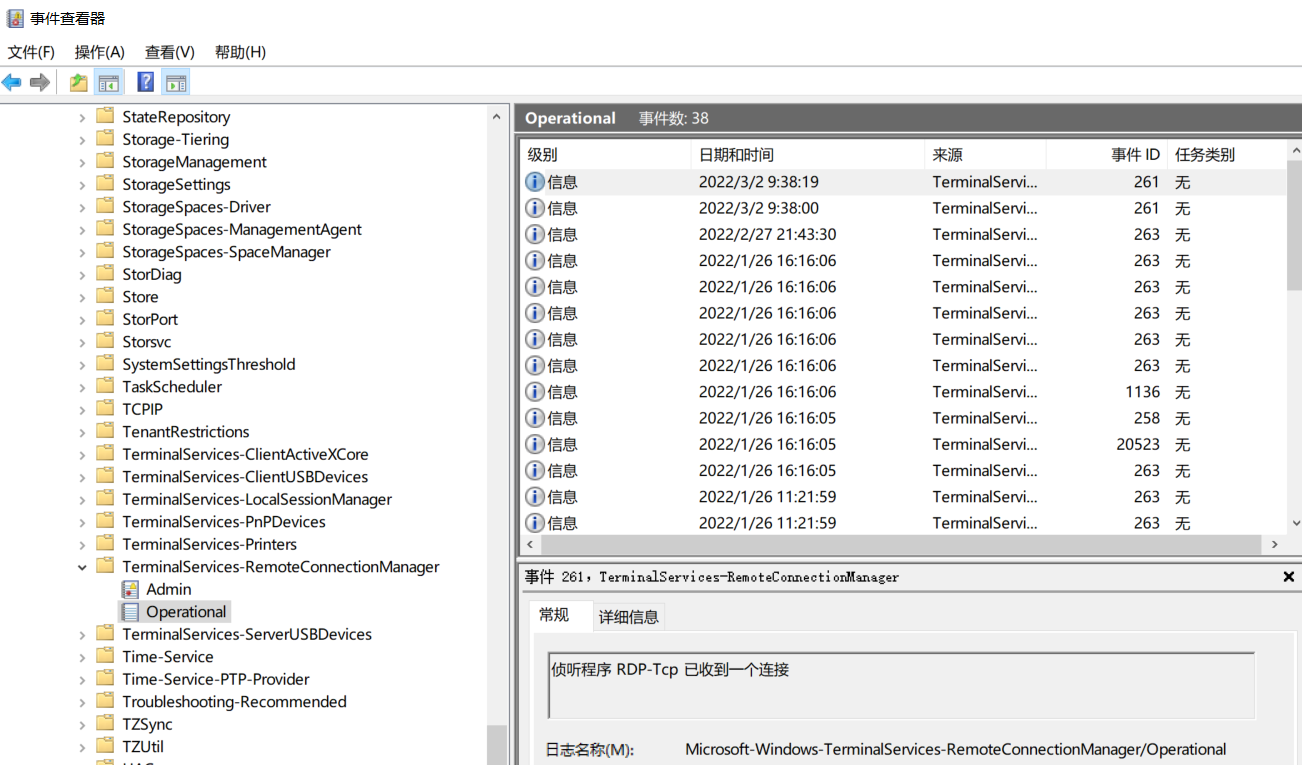 事件查看器
文件(F) 操作(A) 查看(V) 帮助(H)
StateRepository
Storage-Tiering
StorageManagement
StorageSettings
StorageSpaces-Driver
StorageSpaces-ManagementAgent
StorageSpaces-SpaceManager
StorDiag
Store
StorPort
Storsvc
SystemSettingsThreshold
TaskScheduler
TCPIP
TenantRestrictions
TerminalServices-ClientActiveXCore
TerminalServices-ClientUSBDevices
TerminalServices-LocalSessionManager
TerminalServices-PnPDevices
TerminalServices-Printers
TerminalServices-RemoteConnectionManager
Admin
Operational
TerminalServices-ServerUSBDevices
Time-Service
Time-Service-PTP-Provider
Troubleshooting-Recommended
TZSync
TZUtil
Operational 事件数: 38
级别 日期和时间 来源 事件 ID 任务类别
信息 2022/3/2 9:38:19 TerminalServi... 261 无
信息 2022/3/2 9:38:00 TerminalServi... 261 无
信息 2022/2/27 21:43:30 TerminalServi... 263 无
信息 2022/1/26 16:16:06 TerminalServi... 263 无
信息 2022/1/26 16:16:06 TerminalServi... 263 无
信息 2022/1/26 16:16:06 TerminalServi... 263 无
信息 2022/1/26 16:16:06 TerminalServi... 263 无
信息 2022/1/26 16:16:06 TerminalServi... 263 无
信息 2022/1/26 16:16:06 TerminalServi... 1136 无
信息 2022/1/26 16:16:05 TerminalServi... 258 无
信息 2022/1/26 16:16:05 TerminalServi... 20523 无
信息 2022/1/26 16:16:05 TerminalServi... 263 无
信息 2022/1/26 11:21:59 TerminalServi... 263 无
信息 2022/1/26 11:21:59 TerminalServi... 263 无
事件 261，TerminalServices-RemoteConnectionManager
常规 详细信息
侦听程序 RDP-Tcp 已收到一个连接
日志名称(M): Microsoft-Windows-TerminalServices-RemoteConnectionManager/Operational